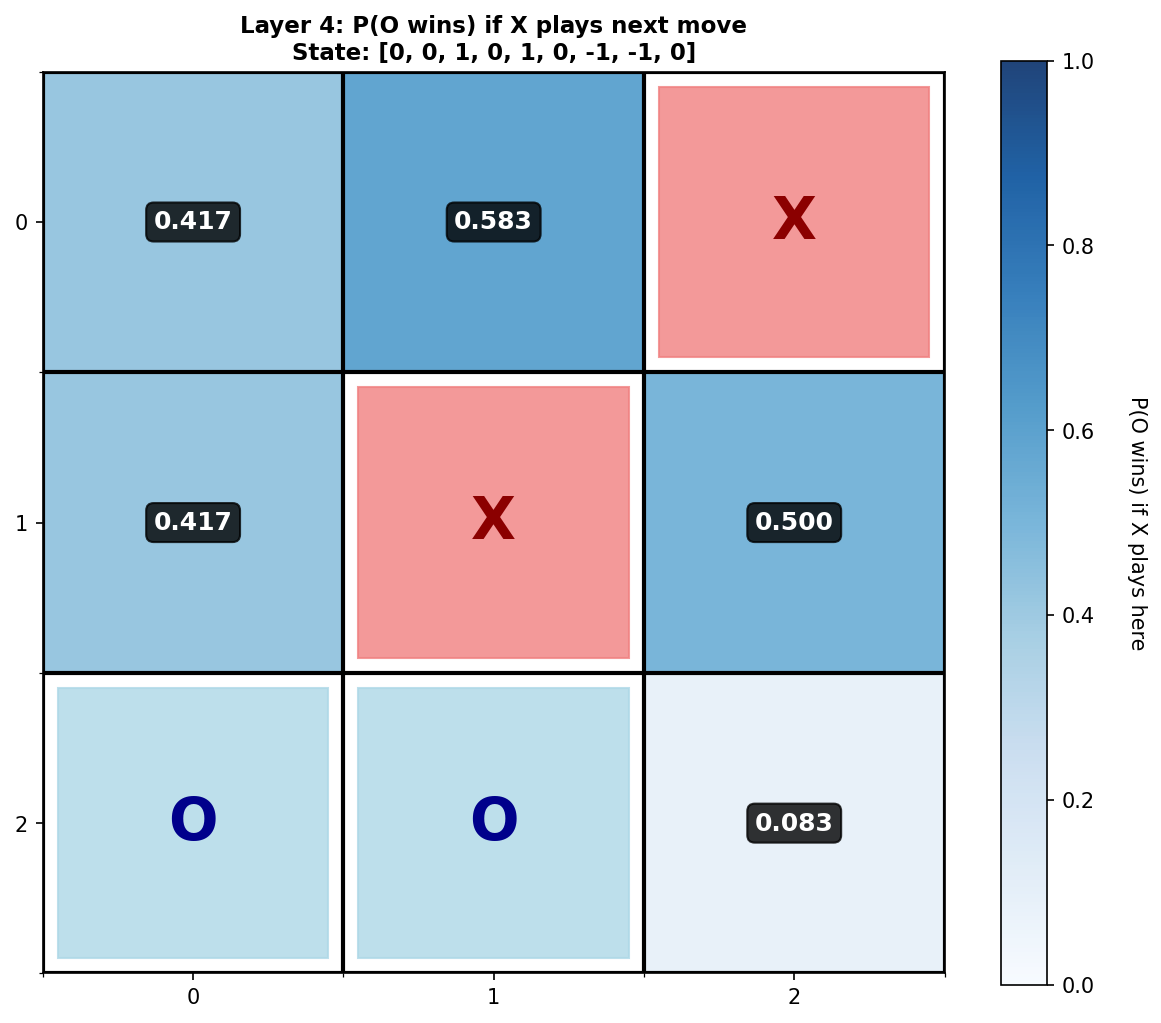 Layer 4: P(O wins) if X plays next move
State: [0, 0, 1, 0, 1, 0, -1, -1, 0]
0
0.417
0.583
X
1
0.417
X
0.500
2
O
O
0.083
0
1
2
1.0
0.8
0.6
0.4
0.2
0.0
P(O wins) if X plays here